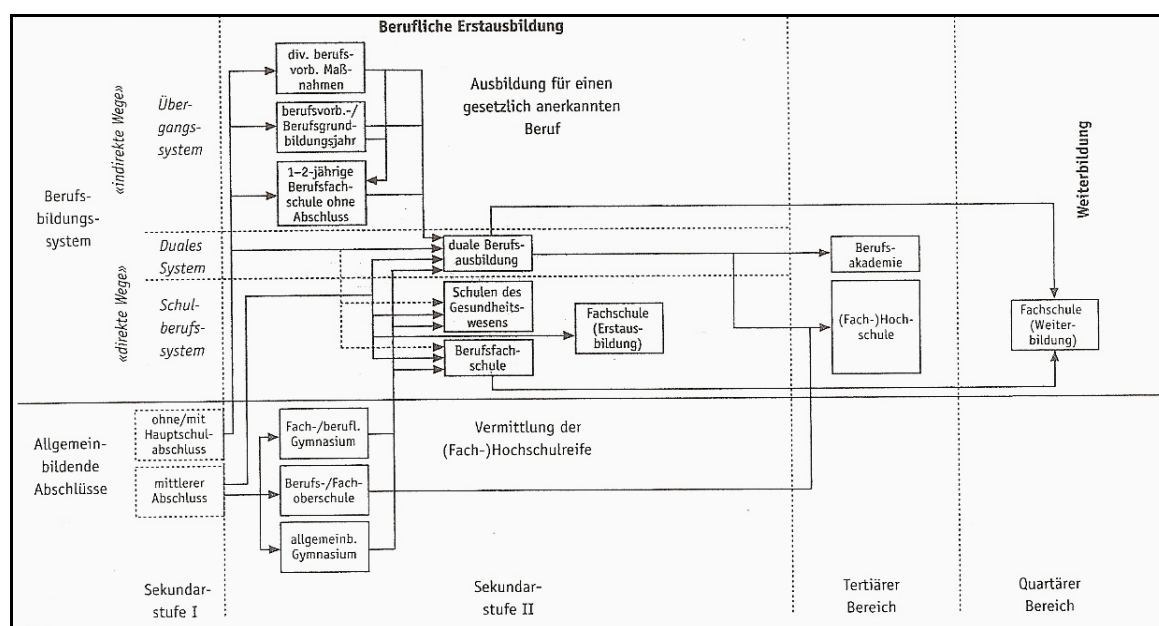 Berufliche Erstausbildung
div. berufs-
vorb. Maß-
nahmen
Ausbildung für einen
gesetzlich anerkannten
Beruf
«indirekte Wege»
Über-
gangs-
system
berufsvorb.-/
Berufsgrund-
bildungsjahr
1–2-jährige
Berufsfach-
schule ohne
Abschluss
Weiterbildung
Berufs-
bildungs-
system
Duales
System
duale Berufs-
ausbildung
Berufs-
akademie
«direkte Wege»
Schul-
berufs-
system
Schulen des
Gesundheits-
wesens
Fachschule
(Erstaus-
bildung)
(Fach-)Hoch-
schule
Fachschule
(Weiter-
bildung)
Berufsfach-
schule
Allgemein-
bildende
Abschlüsse
ohne/mit
Hauptschul-
abschluss
mittlerer
Abschluss
Fach-/berufl.
Gymnasium
Vermittlung der
(Fach-)Hochschulreife
Berufs-/Fach-
oberschule
allgemeinb.
Gymnasium
Sekundar-
stufe I
Sekundar-
stufe II
Tertiärer
Bereich
Quartärer
Bereich